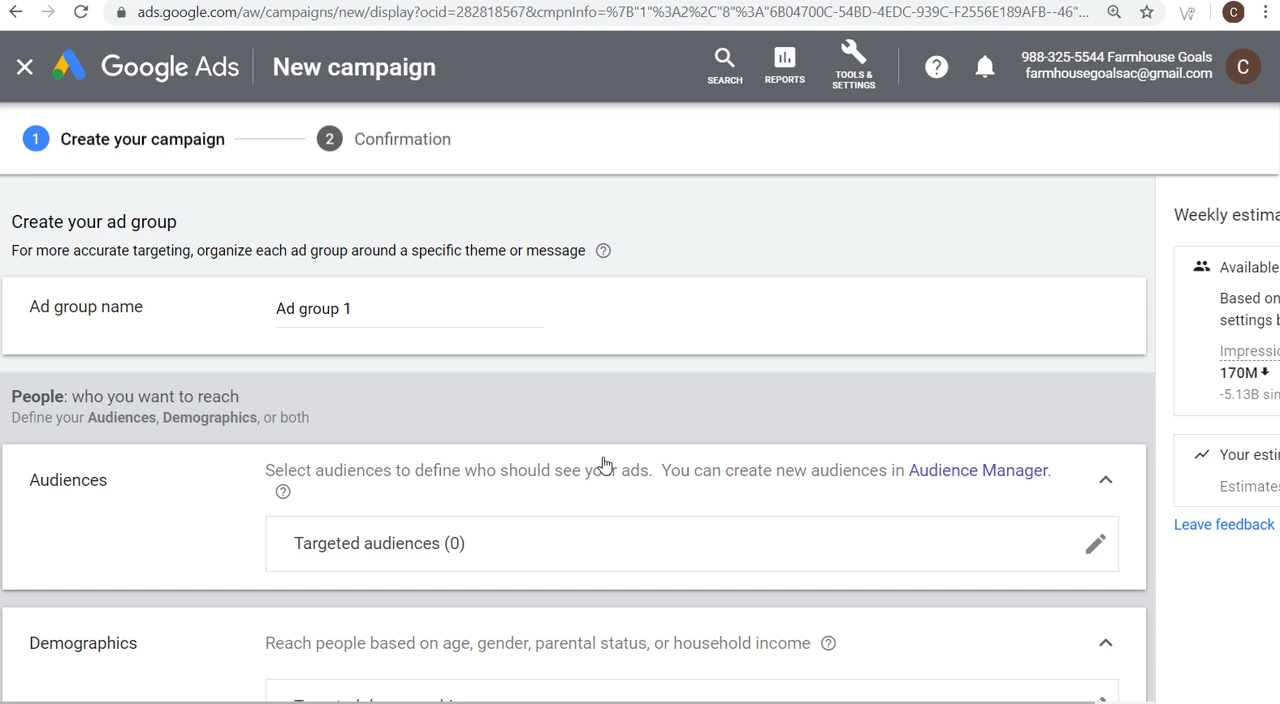 ads.google.com/aw/campaigns/new/display?ocid=282818567&cmpnInfo=%7B"1"%3A2%2C"8"%3A"6B04700C-54BD-4EDC-939C-F2556E189AFB--46"...
C
Google Ads
New campaign
SEARCH
REPORTS
TOOLS &
SETTINGS
?
988-325-5544 Farmhouse Goals
farmhousegoalsac@gmail.com
C
1 Create your campaign
2 Confirmation
Create your ad group
For more accurate targeting, organize each ad group around a specific theme or message ?
Ad group name
Ad group 1
People: who you want to reach
Define your Audiences, Demographics, or both
Audiences
Select audiences to define who should see your ads. You can create new audiences in Audience Manager.
?
Targeted audiences (0)
Demographics
Reach people based on age, gender, parental status, or household income ?
Weekly estima
Available
Based on
settings b
Impressio
170M
-5.13B sin
Your esti
Estimates
Leave feedback